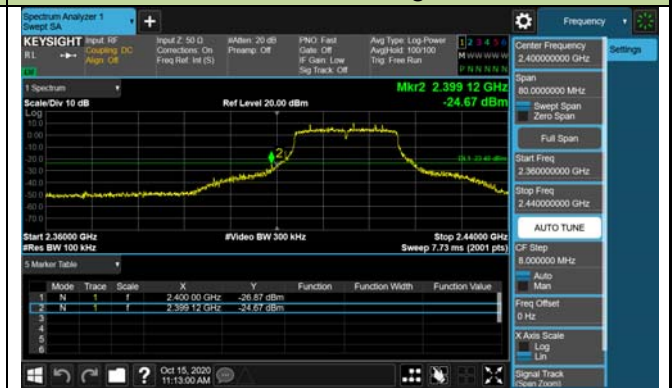 Spectrum Analyzer 1
Swept SA
+
Frequency
KEYSIGHT
Input: RF
Coupling: DC
Align: Off
Input Z: 50 Ω
Corrections: On
Freq Ref: Int (S)
#Atten: 20 dB
Preamp: Off
PNO: Fast
Gate: Off
IF Gain: Low
Sig Track: Off
Avg Type: Log-Power
Avg|Hold: 100/100
Trig: Free Run
1 2 3 4 5 6
M W W W W W
P N N N N N
1 Spectrum
Mkr2 2.399 12 GHz
Scale/Div 10 dB
Ref Level 20.00 dBm
-24.67 dBm
Log
10.0
0.00
-10.0
-20.0
-30.0
-40.0
-50.0
-60.0
-70.0
2
Start 2.36000 GHz
#Video BW 300 kHz
Stop 2.44000 GHz
#Res BW 100 kHz
Sweep 7.73 ms (2001 pts)
5 Marker Table
Mode Trace Scale X Y Function Function Width Function Value
1 N 1 f 2.400 00 GHz -26.87 dBm
2 N 1 f 2.399 12 GHz -24.67 dBm
3
4
5
6
Oct 15, 2020
11:13:00 AM
Center Frequency
2.400000000 GHz
Settings
Span
80.0000000 MHz
Swept Span
Zero Span
Full Span
Start Freq
2.360000000 GHz
Stop Freq
2.440000000 GHz
AUTO TUNE
CF Step
8.000000 MHz
Auto
Man
Freq Offset
0 Hz
X Axis Scale
Log
Lin
Signal Track
(Span Zoom)